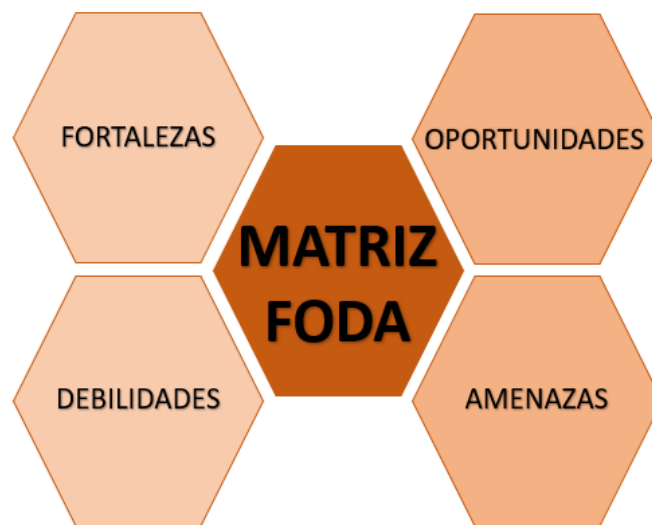 FORTALEZAS
OPORTUNIDADES
MATRIZ
FODA
DEBILIDADES
AMENAZAS